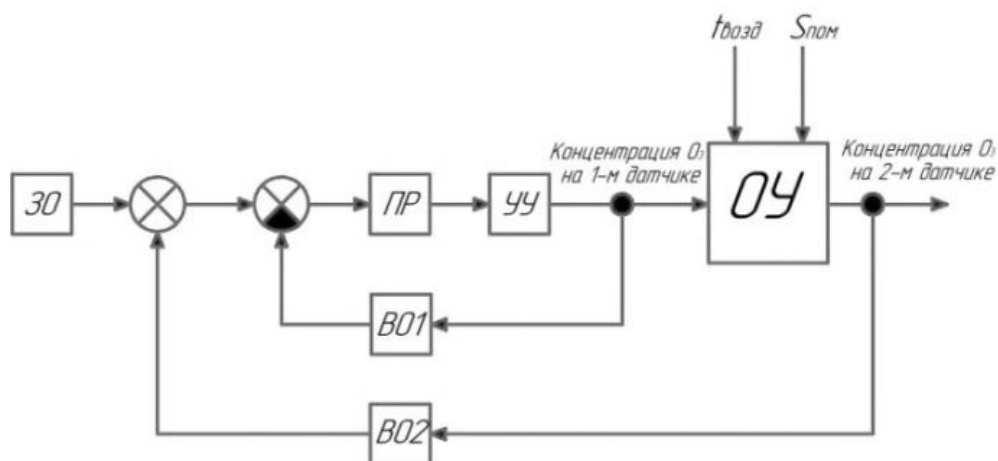 tвозд
Sпом
Концентрация O₃
на 1-м датчике
Концентрация O₃
на 2-м датчике
ЗО
ПР
УУ
ОУ
ВО1
ВО2